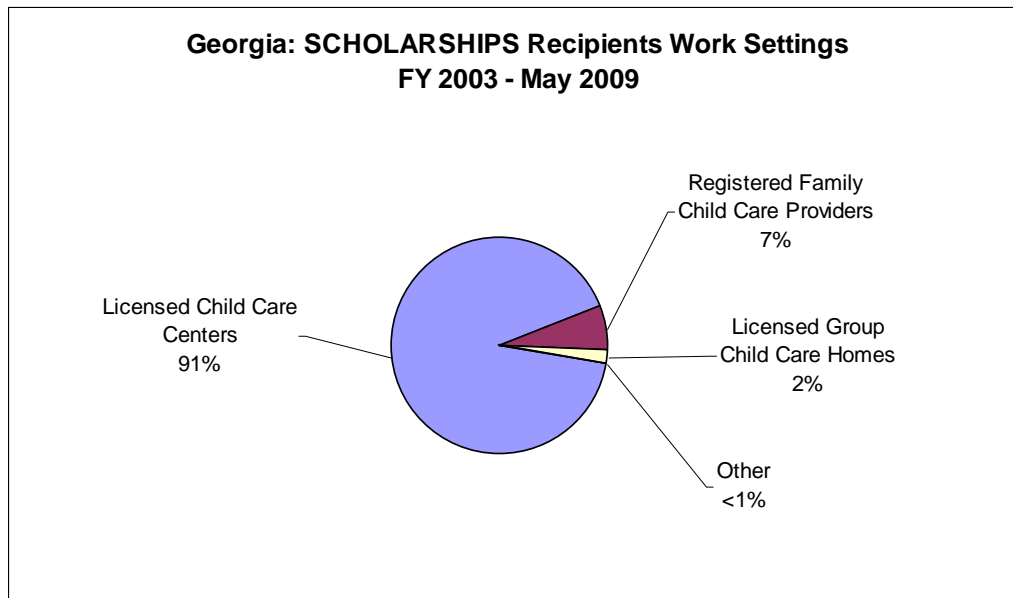 Georgia: SCHOLARSHIPS Recipients Work Settings
FY 2003 - May 2009
Registered Family
Child Care Providers
7%
Licensed Child Care
Centers
91%
Licensed Group
Child Care Homes
2%
Other
<1%